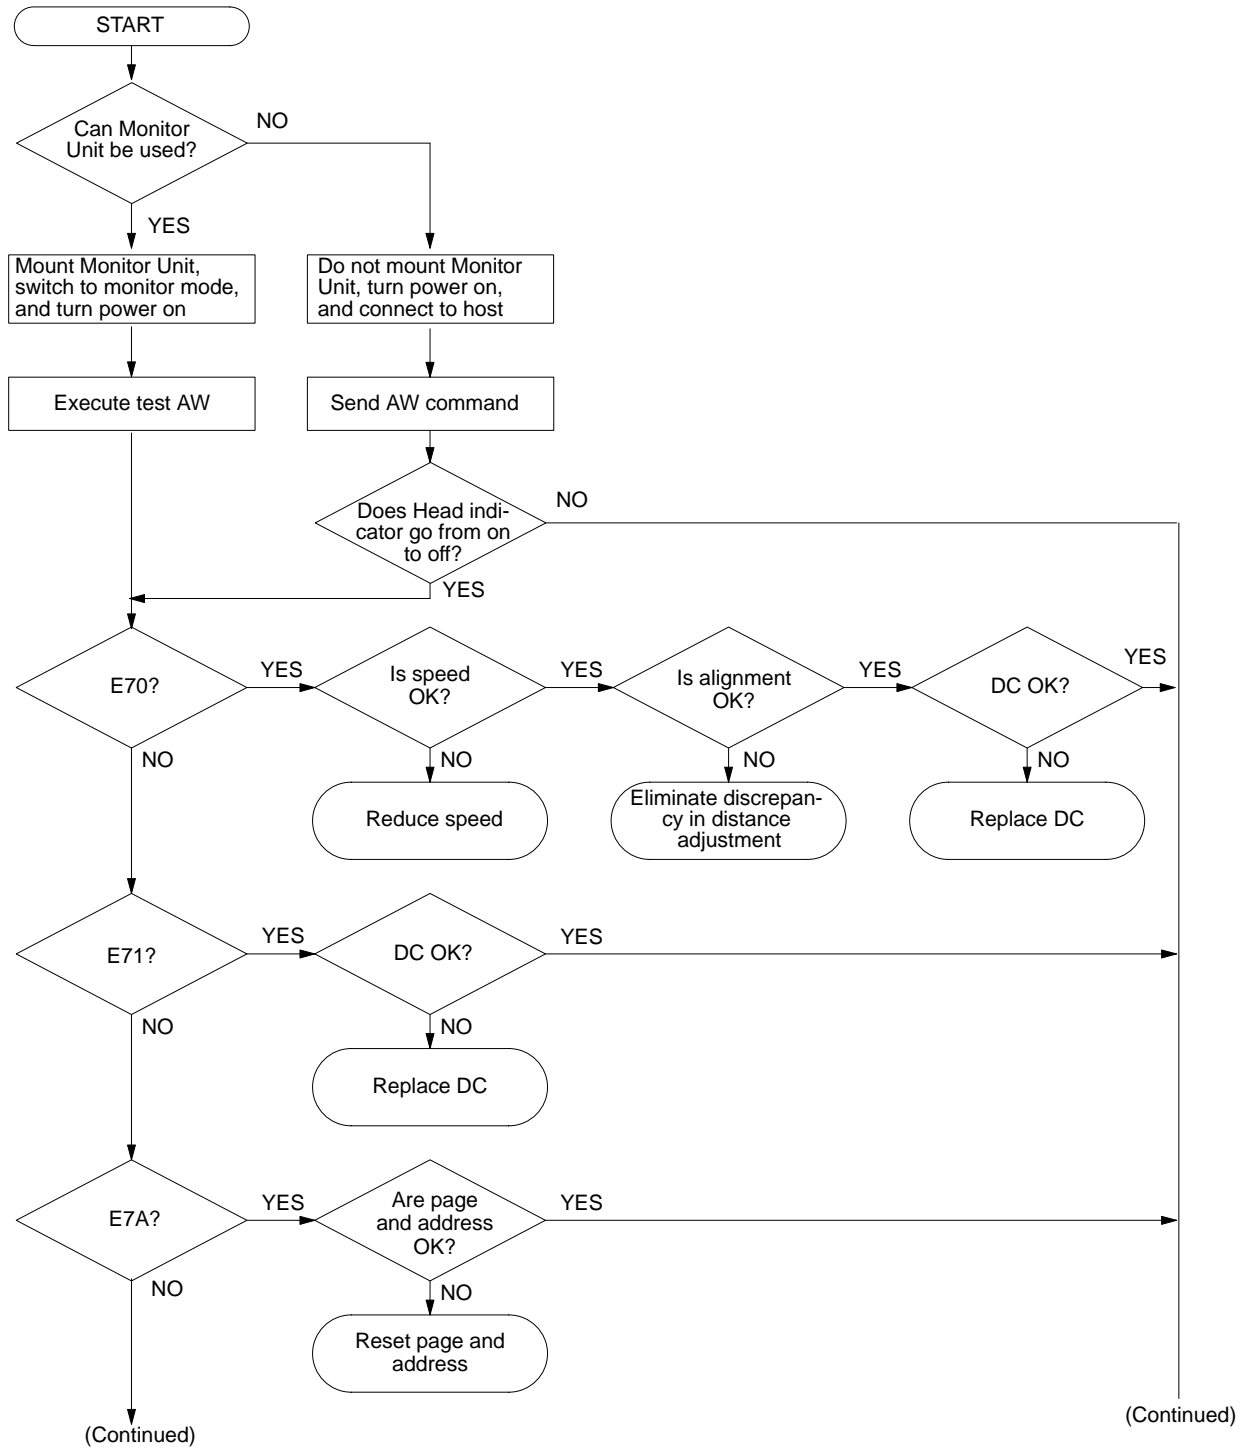 START
Can Monitor
Unit be used?
NO
YES
Mount Monitor Unit,
switch to monitor mode,
and turn power on
Do not mount Monitor
Unit, turn power on,
and connect to host
Execute test AW
Send AW command
Does Head indi-
cator go from on
to off?
NO
YES
E70?
YES
Is speed
OK?
YES
Is alignment
OK?
YES
DC OK?
YES
NO
NO
NO
NO
Reduce speed
Eliminate discrepan-
cy in distance
adjustment
Replace DC
E71?
YES
DC OK?
YES
NO
NO
Replace DC
E7A?
YES
Are page
and address
OK?
YES
NO
NO
Reset page and
address
(Continued)
(Continued)